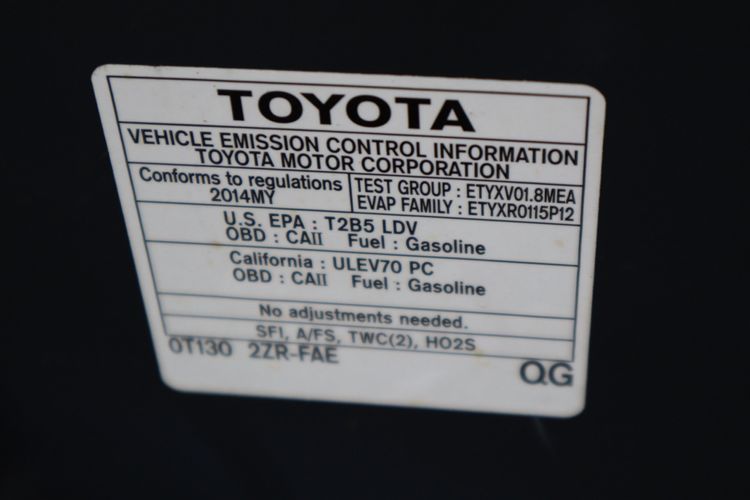 TOYOTA
VEHICLE EMISSION CONTROL INFORMATION
TOYOTA MOTOR CORPORATION
Conforms to regulations
2014MY
TEST GROUP : ETYXV01.8MEA
EVAP FAMILY : ETYXR0115P12
U.S. EPA : T2B5 LDV
OBD : CAII Fuel : Gasoline
California : ULEV70 PC
OBD : CAII Fuel : Gasoline
No adjustments needed.
SFI, A/FS, TWC(2), HO2S
0T130 2ZR-FAE
QG